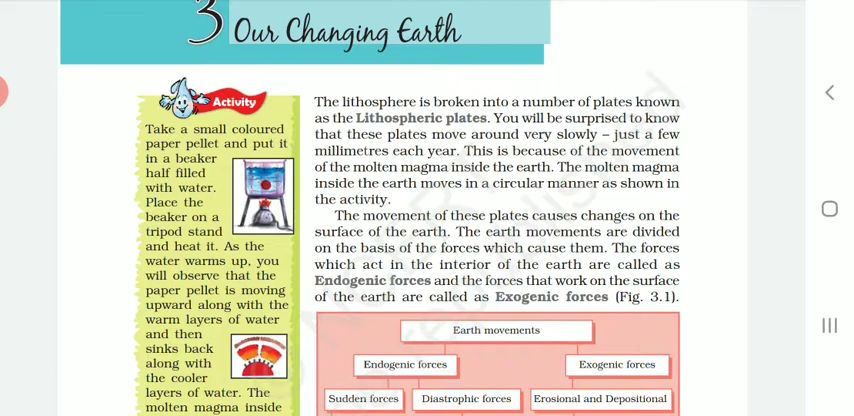 3 Our Changing Earth
Activity
Take a small coloured
paper pellet and put it
in a beaker
half filled
with water.
Place the
beaker on a
tripod stand
and heat it. As the
water warms up, you
will observe that the
paper pellet is moving
upward along with the
warm layers of water
and then
sinks back
along with
the cooler
layers of water. The
molten magma inside
The lithosphere is broken into a number of plates known
as the Lithospheric plates. You will be surprised to know
that these plates move around very slowly – just a few
millimetres each year. This is because of the movement
of the molten magma inside the earth. The molten magma
inside the earth moves in a circular manner as shown in
the activity.
The movement of these plates causes changes on the
surface of the earth. The earth movements are divided
on the basis of the forces which cause them. The forces
which act in the interior of the earth are called as
Endogenic forces and the forces that work on the surface
of the earth are called as Exogenic forces (Fig. 3.1).
Earth movements
Endogenic forces
Exogenic forces
Sudden forces
Diastrophic forces
Erosional and Depositional